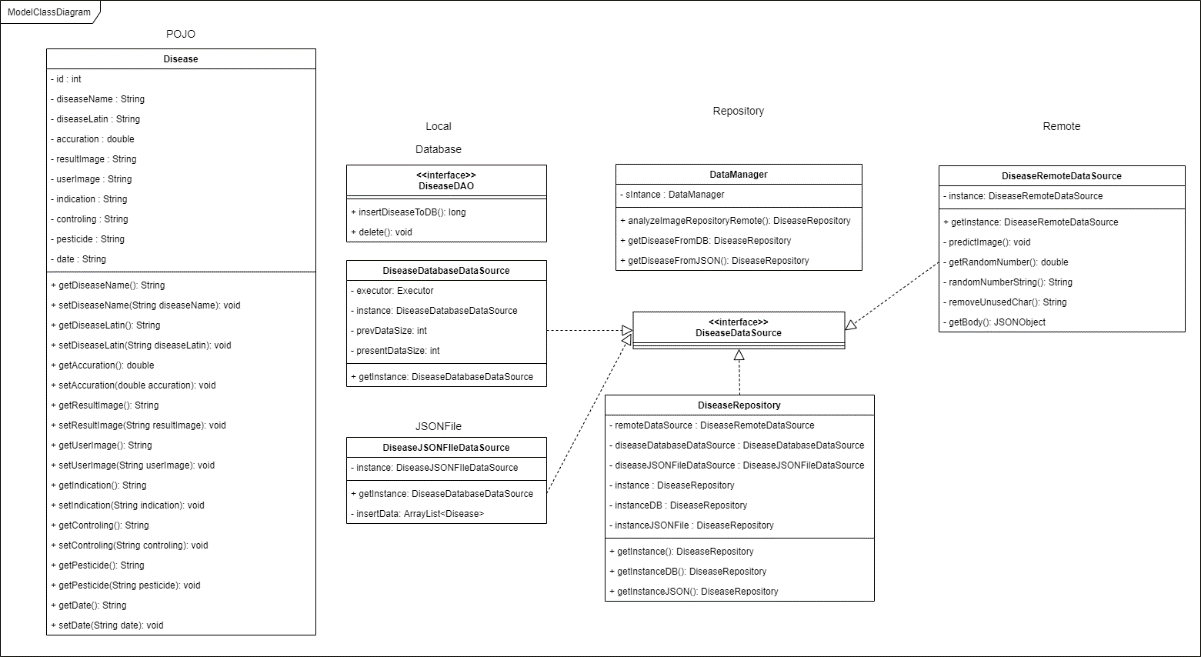 ModelClassDiagram
POJO
Disease
- id : int
- diseaseName : String
- diseaseLatin : String
- accuration : double
- resultImage : String
- userImage : String
- indication : String
- controling : String
- pesticide : String
- date : String
+ getDiseaseName(): String
+ setDiseaseName(String diseaseName): void
+ getDiseaseLatin(): String
+ setDiseaseLatin(String diseaseLatin): void
+ getAccuration(): double
+ setAccuration(double accuration): void
+ getResultImage(): String
+ setResultImage(String resultImage): void
+ getUserImage(): String
+ setUserImage(String userImage): void
+ getIndication(): String
+ setIndication(String indication): void
+ getControling(): String
+ setControling(String controling): void
+ getPesticide(): String
+ setPesticide(String pesticide): void
+ getDate(): String
+ setDate(String date): void
Local
Database
<<interface>>
DiseaseDAO
+ insertDiseaseToDB(): long
+ delete(): void
DiseaseDatabaseDataSource
- executor: Executor
- instance: DiseaseDatabaseDataSource
- prevDataSize: int
- presentDataSize: int
+ getInstance: DiseaseDatabaseDataSource
JSONFile
DiseaseJSONFIleDataSource
- instance: DiseaseJSONFIleDataSource
+ getInstance: DiseaseDatabaseDataSource
- insertData: ArrayList<Disease>
Repository
DataManager
- sIntance : DataManager
+ analyzeImageRepositoryRemote(): DiseaseRepository
+ getDiseaseFromDB: DiseaseRepository
+ getDiseaseFromJSON(): DiseaseRepository
<<interface>>
DiseaseDataSource
DiseaseRepository
- remoteDataSource : DiseaseRemoteDataSource
- diseaseDatabaseDataSource : DiseaseDatabaseDataSource
- diseaseJSONFileDataSource : DiseaseJSONFileDataSource
- instance : DiseaseRepository
- instanceDB : DiseaseRepository
- instanceJSONFile : DiseaseRepository
+ getInstance(): DiseaseRepository
+ getInstanceDB(): DiseaseRepository
+ getInstanceJSON(): DiseaseRepository
Remote
DiseaseRemoteDataSource
- instance: DiseaseRemoteDataSource
+ getInstance: DiseaseRemoteDataSource
- predictImage(): void
- getRandomNumber(): double
- randomNumberString(): String
- removeUnusedChar(): String
- getBody(): JSONObject